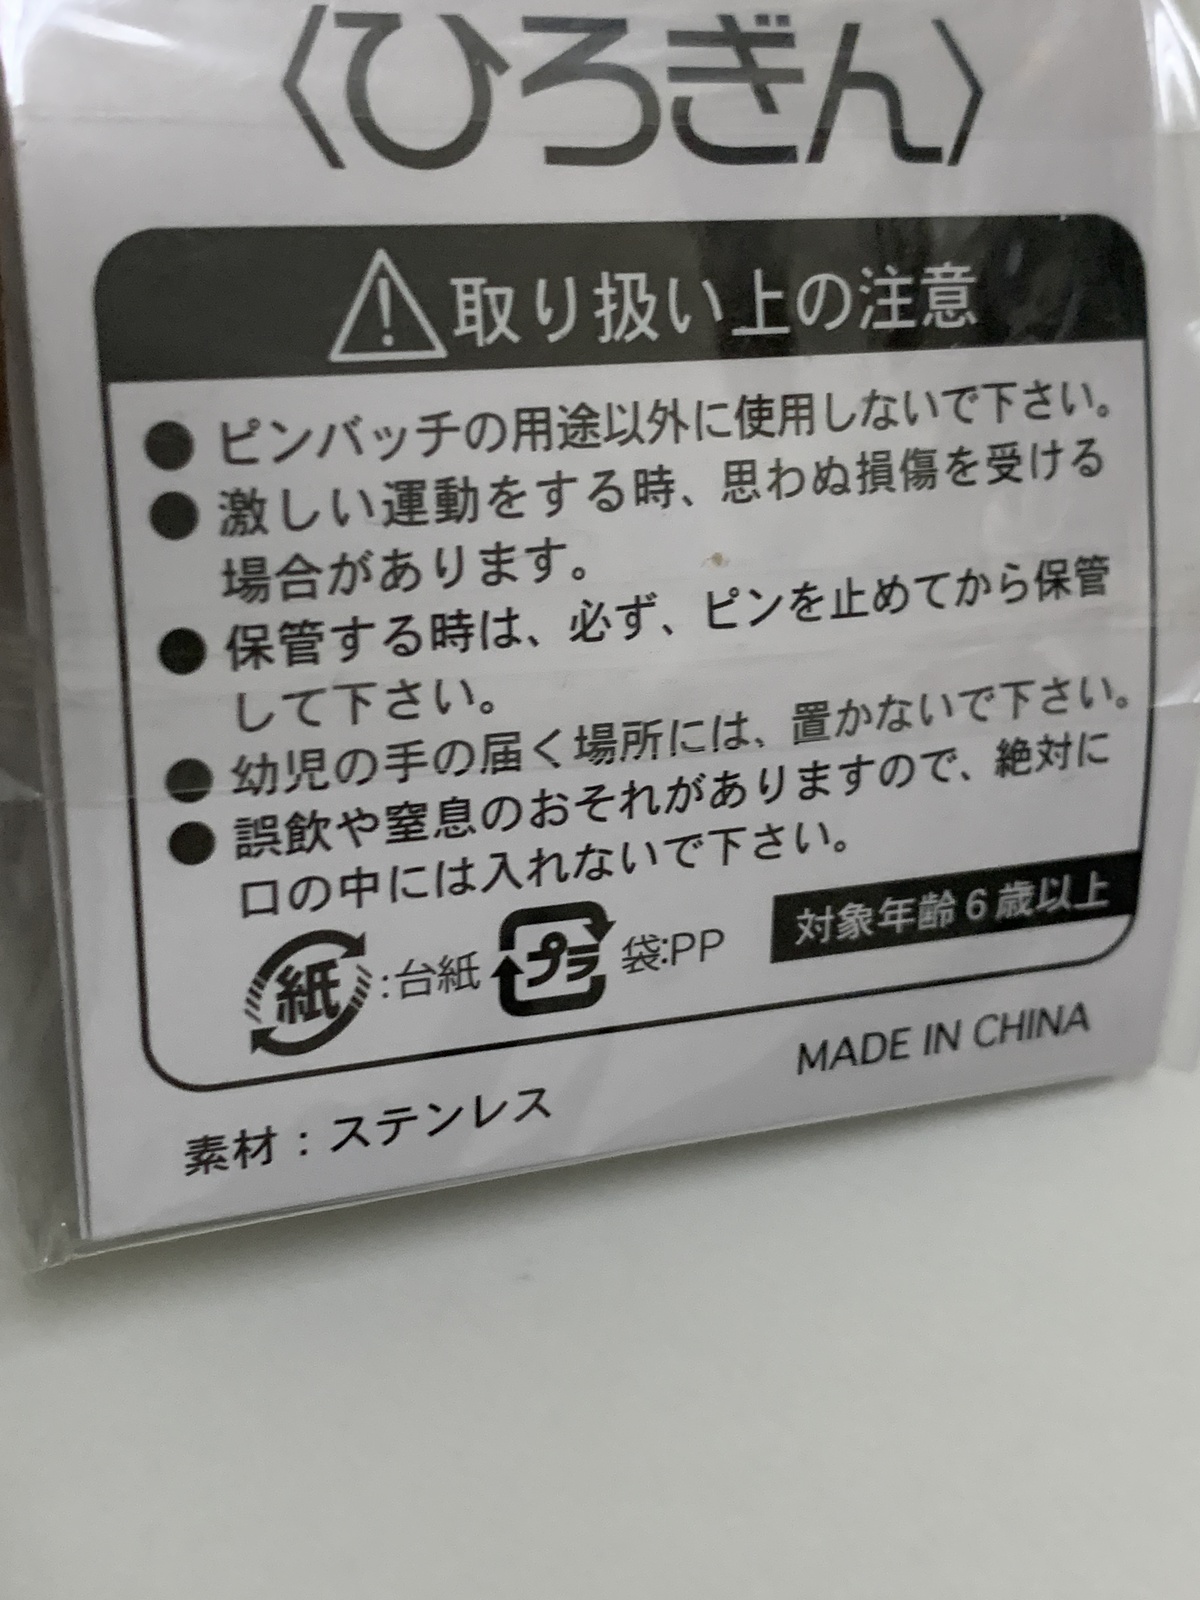 〈ひろぎん〉
取り扱い上の注意
● ピンバッチの用途以外に使用しないで下さい。
● 激しい運動をする時、思わぬ損傷を受ける
場合があります。
● 保管する時は、必ず、ピンを止めてから保管
して下さい。
● 幼児の手の届く場所には、置かないで下さい。
● 誤飲や窒息のおそれがありますので、絶対に
口の中には入れないで下さい。
紙:台紙 プラ 袋:PP 対象年齢6歳以上
MADE IN CHINA
素材：ステンレス